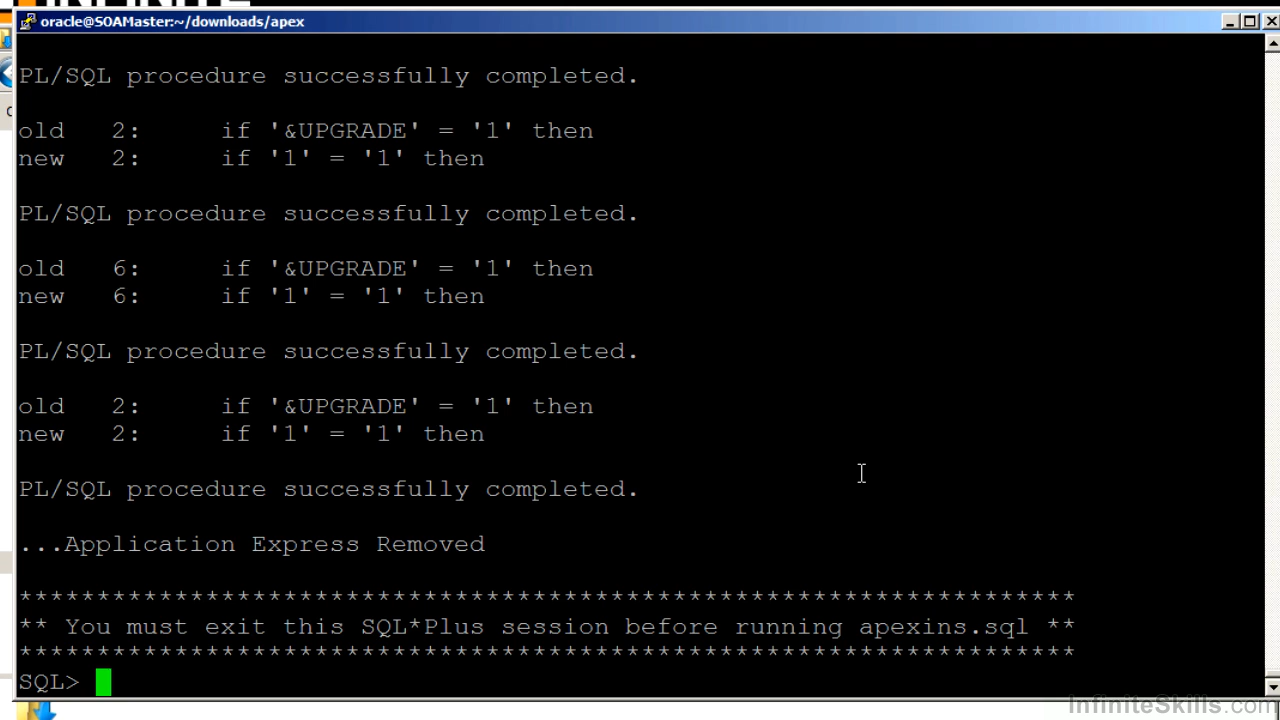 oracle@SOAMaster:~/downloads/apex
PL/SQL procedure successfully completed.
old   2:      if '&UPGRADE' = '1' then
new   2:      if '1' = '1' then
PL/SQL procedure successfully completed.
old   6:      if '&UPGRADE' = '1' then
new   6:      if '1' = '1' then
PL/SQL procedure successfully completed.
old   2:      if '&UPGRADE' = '1' then
new   2:      if '1' = '1' then
PL/SQL procedure successfully completed.
...Application Express Removed
********************************************************************
** You must exit this SQL*Plus session before running apexins.sql **
********************************************************************
SQL>
InfiniteSkills.com